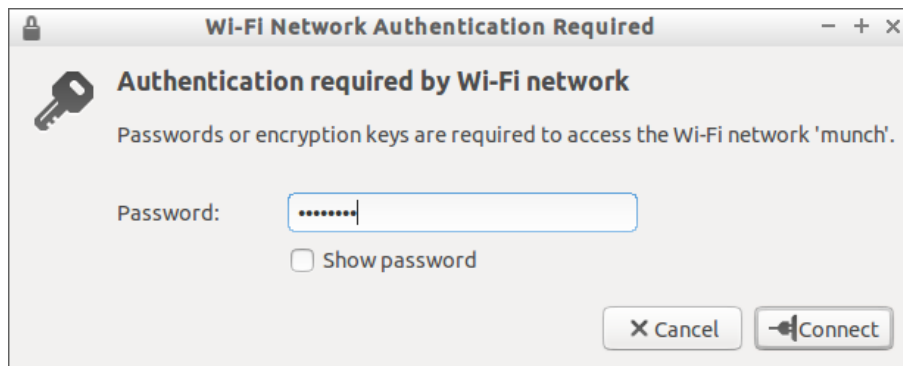 Wi-Fi Network Authentication Required
Authentication required by Wi-Fi network
Passwords or encryption keys are required to access the Wi-Fi network 'munch'.
Password: ••••••••
Show password
Cancel Connect